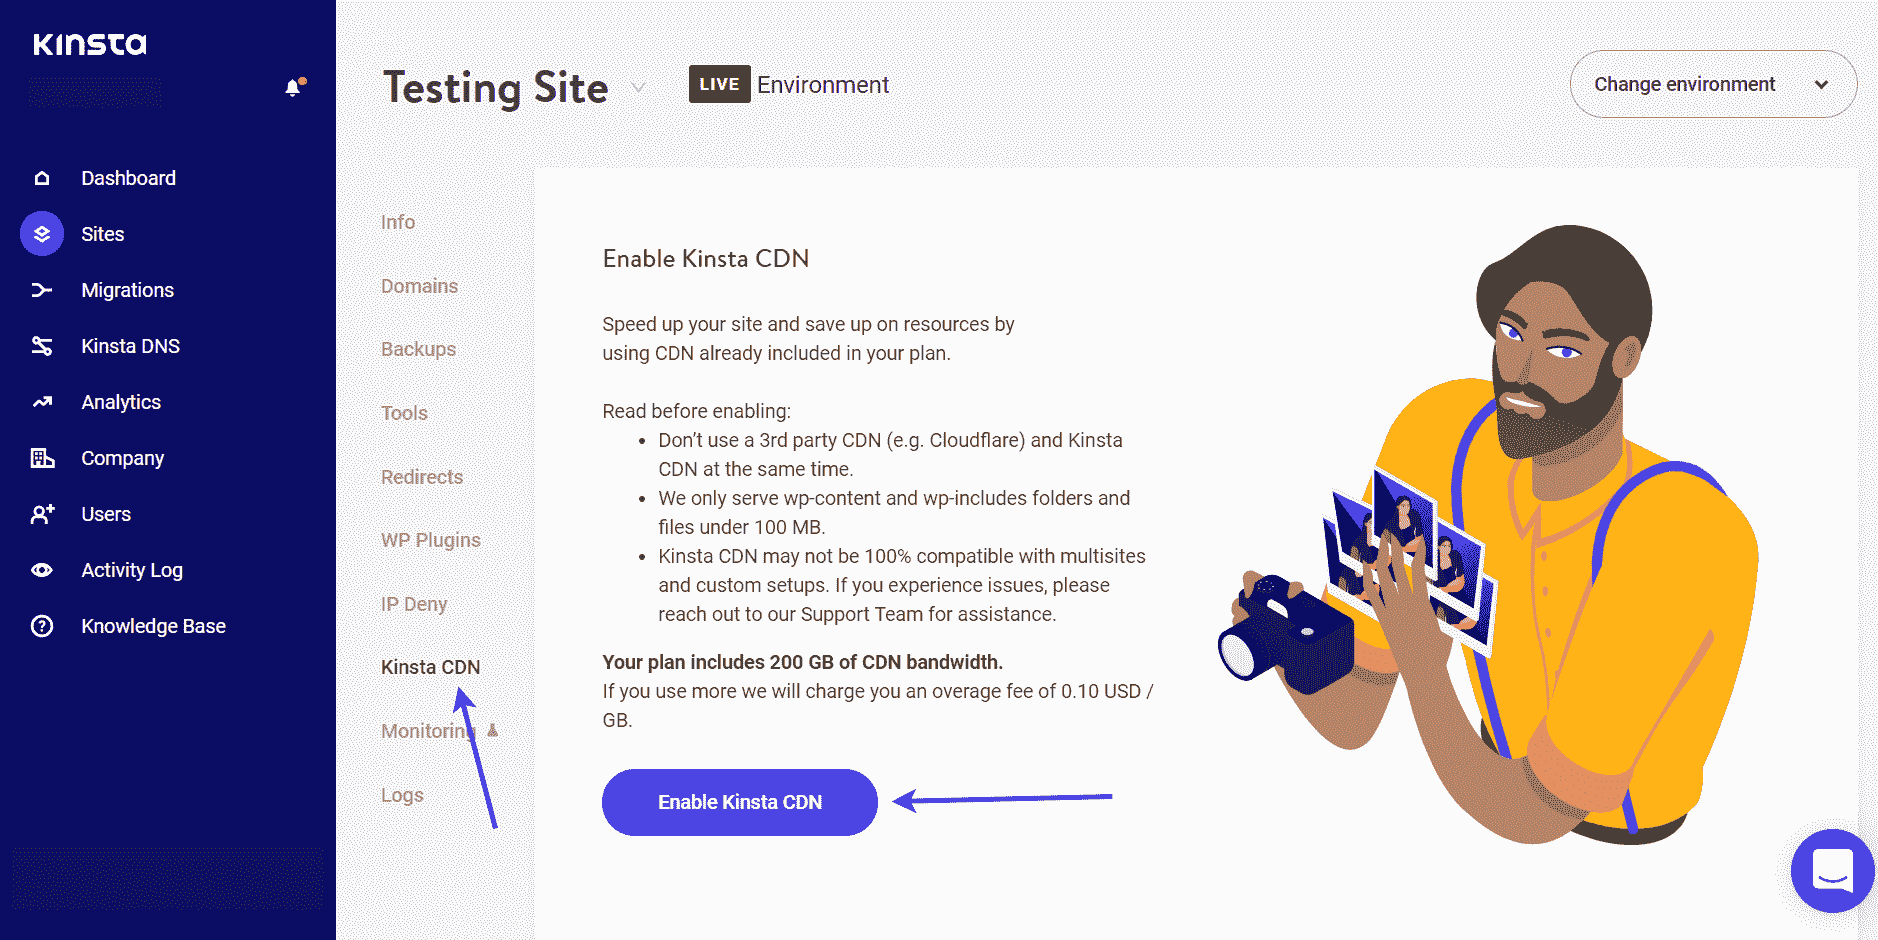 Kinsta
Dashboard
Sites
Migrations
Kinsta DNS
Analytics
Company
Users
Activity Log
Knowledge Base
Testing Site
LIVE Environment
Change environment
Info
Domains
Backups
Tools
Redirects
WP Plugins
IP Deny
Kinsta CDN
Monitoring
Logs
Enable Kinsta CDN
Speed up your site and save up on resources by
using CDN already included in your plan.
Read before enabling:
• Don’t use a 3rd party CDN (e.g. Cloudflare) and Kinsta
CDN at the same time.
• We only serve wp-content and wp-includes folders and
files under 100 MB.
• Kinsta CDN may not be 100% compatible with multisites
and custom setups. If you experience issues, please
reach out to our Support Team for assistance.
Your plan includes 200 GB of CDN bandwidth.
If you use more we will charge you an overage fee of 0.10 USD /
GB.
Enable Kinsta CDN